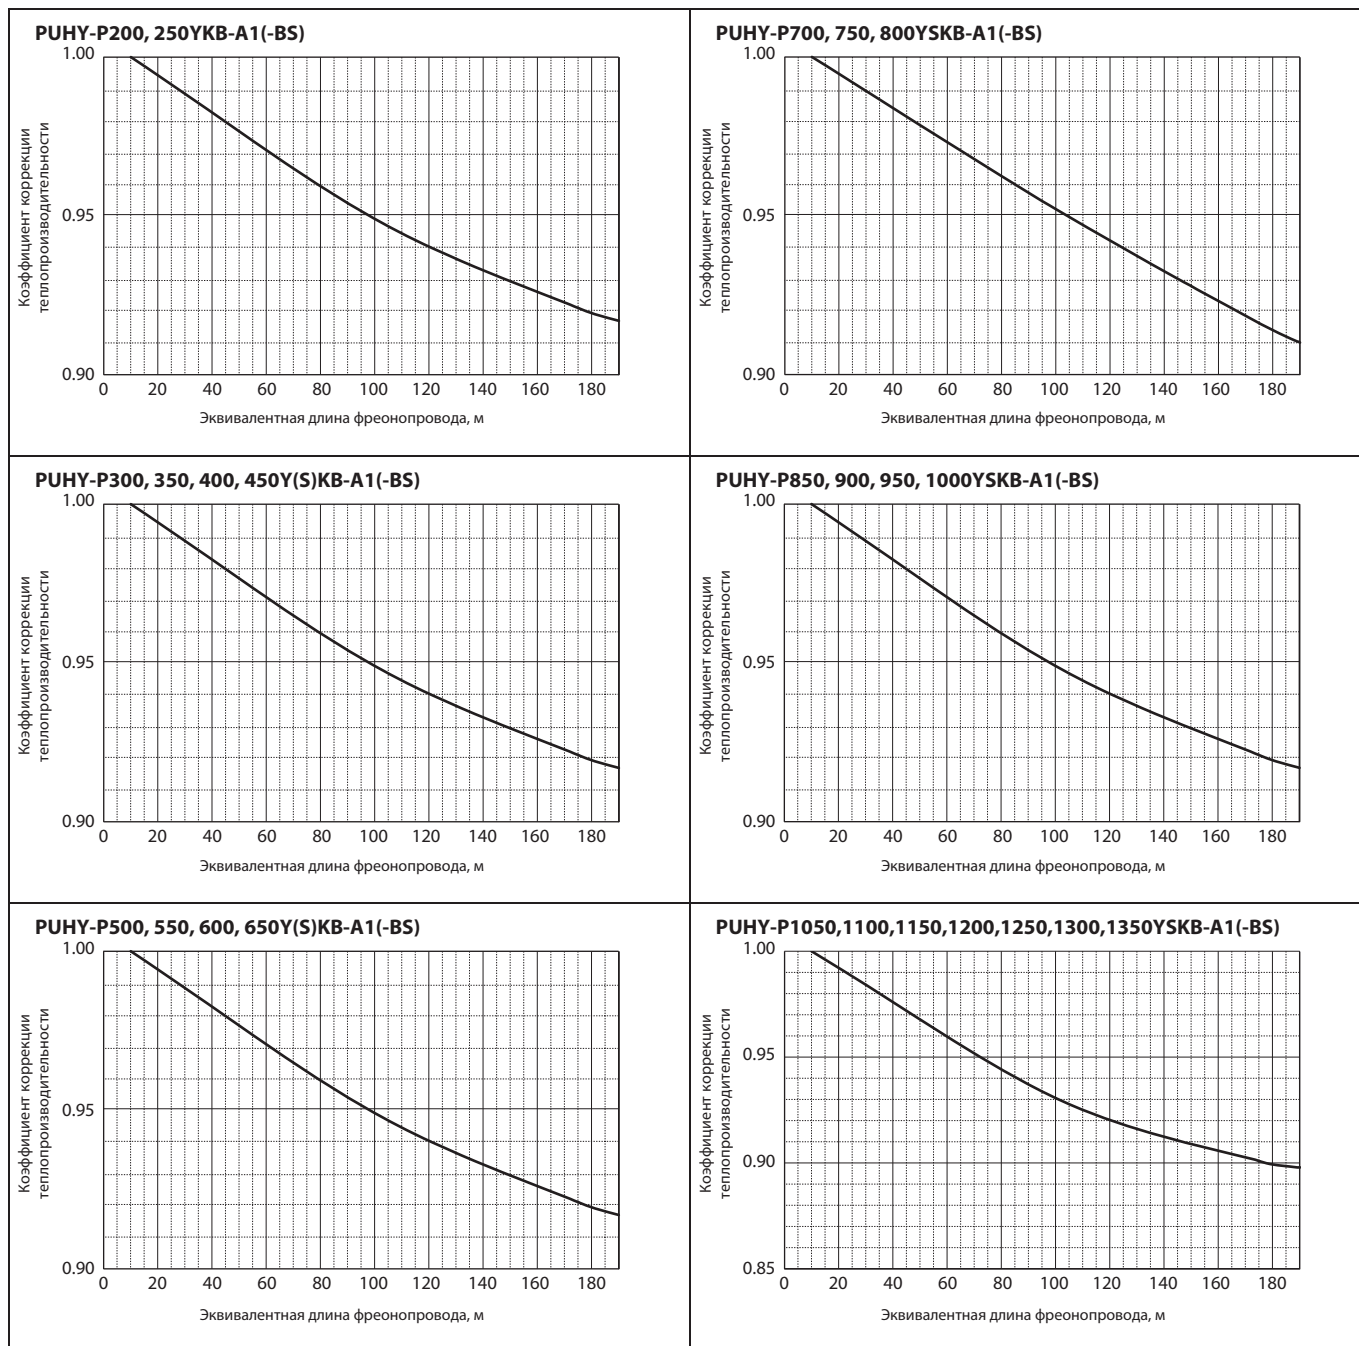 PUHY-P200, 250YKB-A1(-BS)
1.00
0.95
0.90
0 20 40 60 80 100 120 140 160 180
Коэффициент коррекции
теплопроизводительности
Эквивалентная длина фреонопровода, м
PUHY-P700, 750, 800YSKB-A1(-BS)
1.00
0.95
0.90
0 20 40 60 80 100 120 140 160 180
Коэффициент коррекции
теплопроизводительности
Эквивалентная длина фреонопровода, м
PUHY-P300, 350, 400, 450Y(S)KB-A1(-BS)
1.00
0.95
0.90
0 20 40 60 80 100 120 140 160 180
Коэффициент коррекции
теплопроизводительности
Эквивалентная длина фреонопровода, м
PUHY-P850, 900, 950, 1000YSKB-A1(-BS)
1.00
0.95
0.90
0 20 40 60 80 100 120 140 160 180
Коэффициент коррекции
теплопроизводительности
Эквивалентная длина фреонопровода, м
PUHY-P500, 550, 600, 650Y(S)KB-A1(-BS)
1.00
0.95
0.90
0 20 40 60 80 100 120 140 160 180
Коэффициент коррекции
теплопроизводительности
Эквивалентная длина фреонопровода, м
PUHY-P1050,1100,1150,1200,1250,1300,1350YSKB-A1(-BS)
1.00
0.95
0.90
0.85
0 20 40 60 80 100 120 140 160 180
Коэффициент коррекции
теплопроизводительности
Эквивалентная длина фреонопровода, м